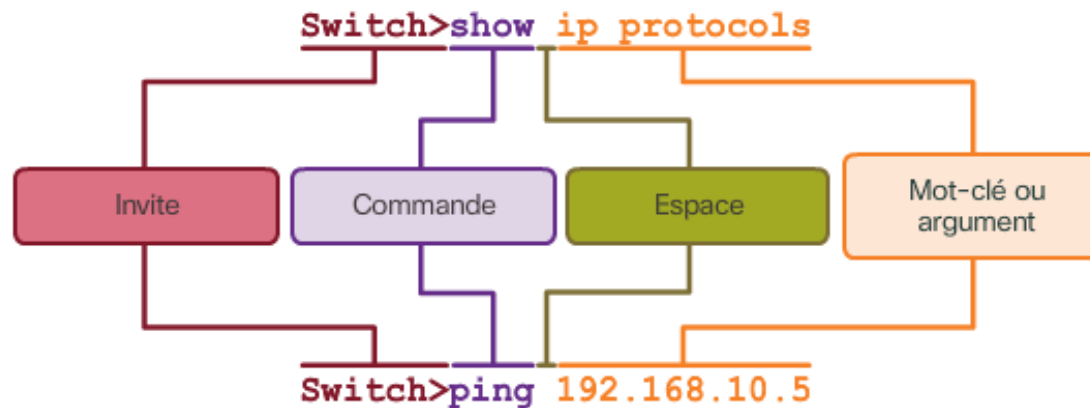 Switch>show ip protocols
Invite
Commande
Espace
Mot-clé ou
argument
Switch>ping 192.168.10.5